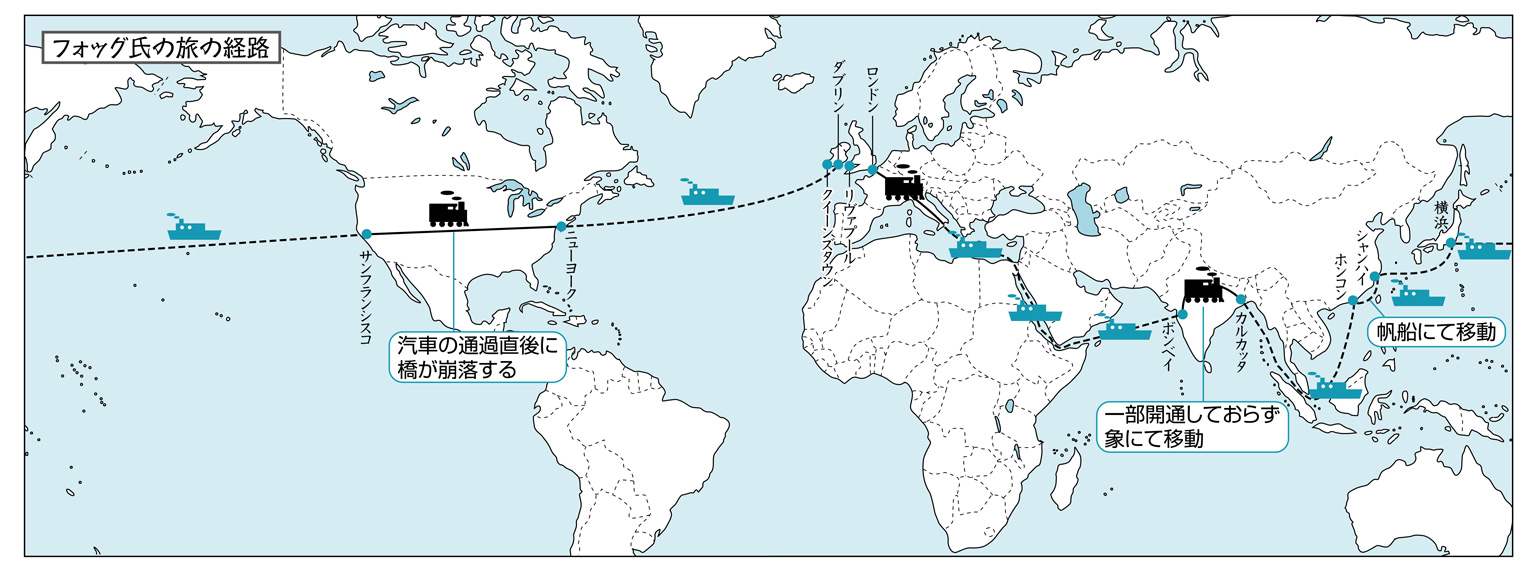 フォッグ氏の旅の経路
ダブリン
ロンドン
クイーンズタウン
リヴァプール
ニューヨーク
サンフランシスコ
汽車の通過直後に
橋が崩落する
横浜
シャンハイ
ホンコン
帆船にて移動
カルカッタ
ボンベイ
一部開通しておらず
象にて移動